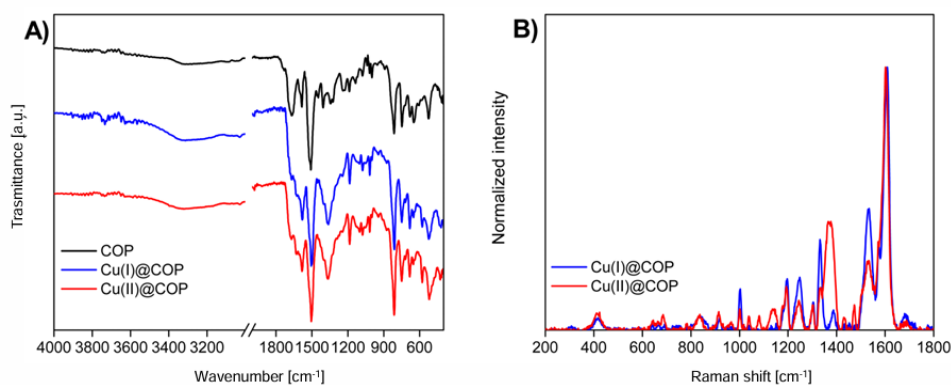 A)
Trasmittance [a.u.]
COP
Cu(I)@COP
Cu(II)@COP
4000 3800 3600 3400 3200 1800 1500 1200 900 600
Wavenumber [cm⁻¹]
B)
Normalized intensity
Cu(I)@COP
Cu(II)@COP
200 400 600 800 1000 1200 1400 1600 1800
Raman shift [cm⁻¹]